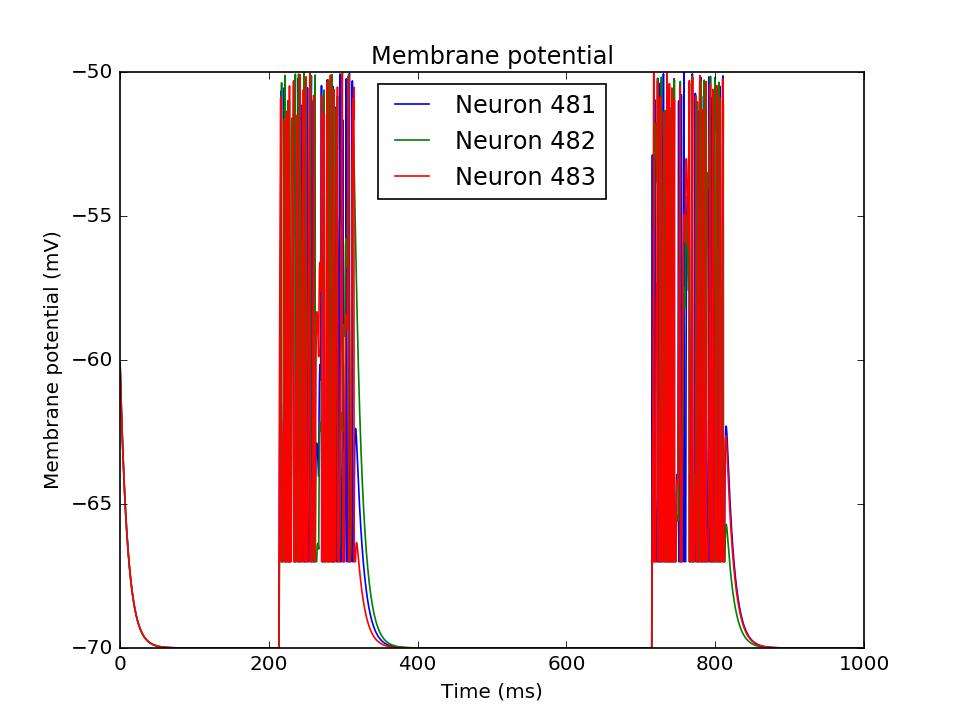 Membrane potential
−50
−55
−60
−65
−70
Membrane potential (mV)
Neuron 481
Neuron 482
Neuron 483
0
200
400
600
800
1000
Time (ms)